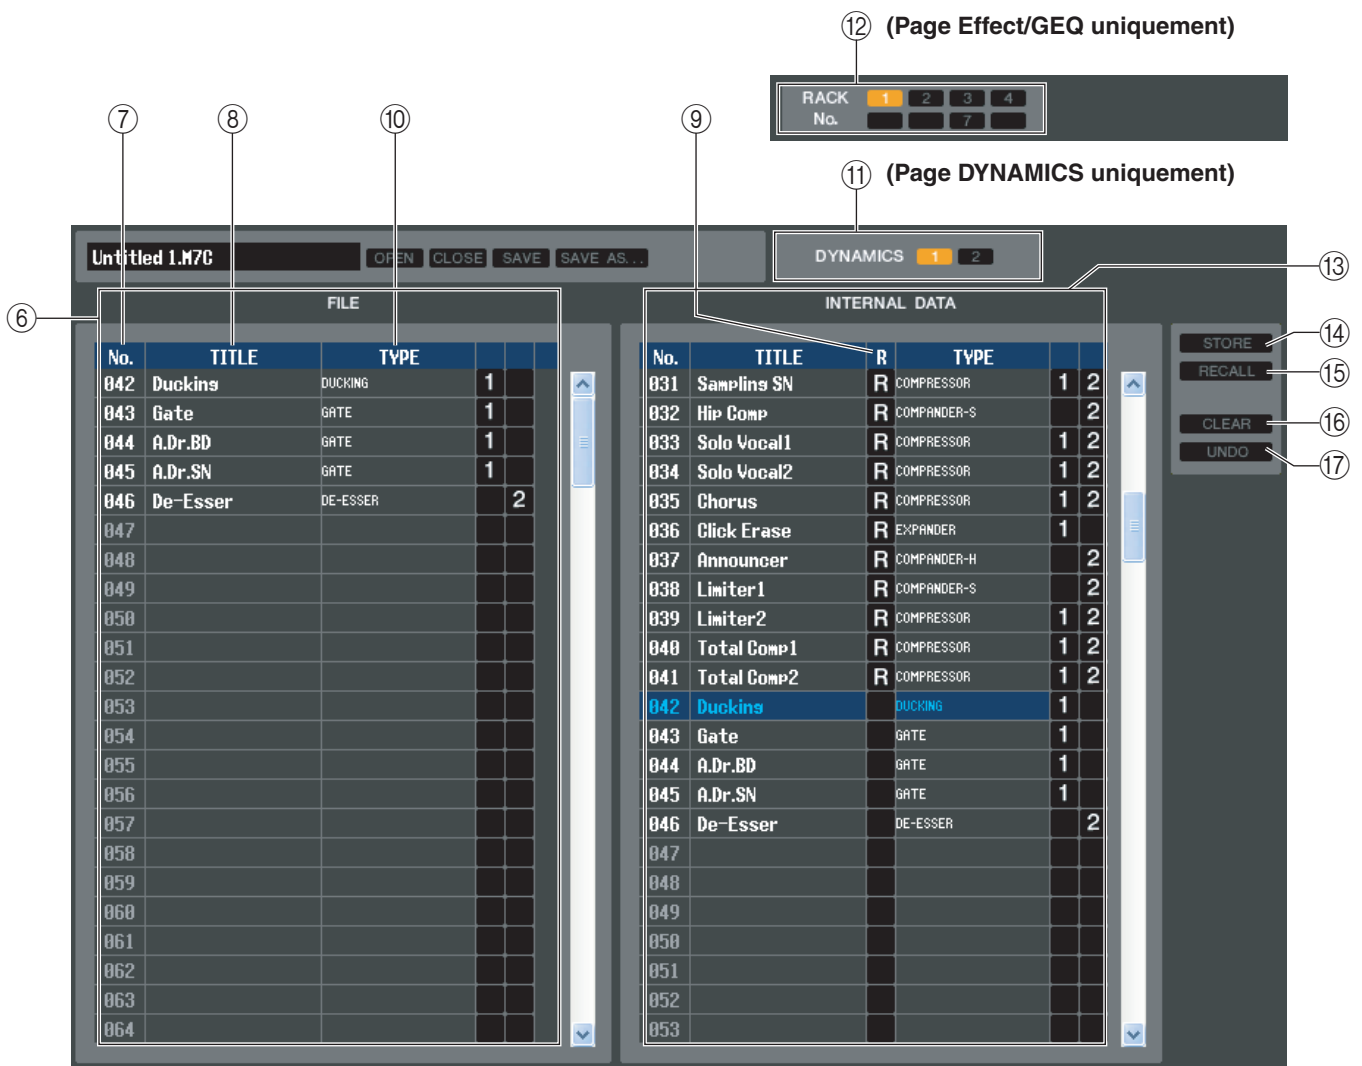 ⑫ (Page Effect/GEQ uniquement)
RACK 1 2 3 4
No. 7
⑦ ⑧ ⑩ ⑨
⑪ (Page DYNAMICS uniquement)
Untitled 1.M7C OPEN CLOSE SAVE SAVE AS... DYNAMICS 1 2
⑬
⑥ FILE
No. TITLE TYPE
042 Ducking DUCKING 1
043 Gate GATE 1
044 A.Dr.BD GATE 1
045 A.Dr.SN GATE 1
046 De-Esser DE-ESSER 2
047
048
049
050
051
052
053
054
055
056
057
058
059
060
061
062
063
064
INTERNAL DATA
No. TITLE R TYPE
031 Sampling SN R COMPRESSOR 1 2
032 Hip Comp R COMPANDER-S 2
033 Solo Vocal1 R COMPRESSOR 1 2
034 Solo Vocal2 R COMPRESSOR 1 2
035 Chorus R COMPRESSOR 1 2
036 Click Erase R EXPANDER 1
037 Announcer R COMPANDER-H 2
038 Limiter1 R COMPANDER-S 2
039 Limiter2 R COMPRESSOR 1 2
040 Total Comp1 R COMPRESSOR 1 2
041 Total Comp2 R COMPRESSOR 1 2
042 Ducking DUCKING 1
043 Gate GATE 1
044 A.Dr.BD GATE 1
045 A.Dr.SN GATE 1
046 De-Esser DE-ESSER 2
047
048
049
050
051
052
053
STORE ⑭
RECALL ⑮
CLEAR ⑯
UNDO ⑰